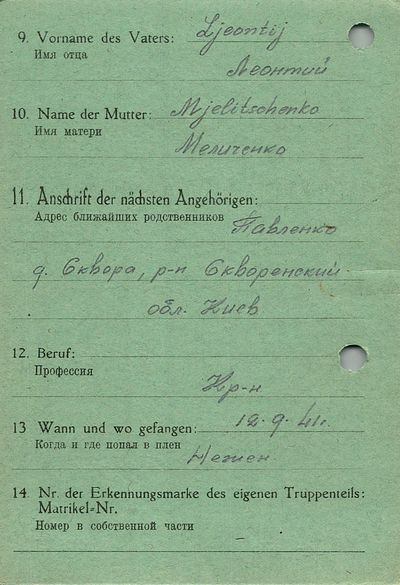 9. Vorname des Vaters: Ljeontij
Имя отца
Леонтий
10. Name der Mutter: Mjelitschenko
Имя матери
Меличенко
11. Anschrift der nächsten Angehörigen:
Адрес ближайших родственников Павленко
д. Сквора, р-н Скворенский
обл. Киев
12. Beruf:
Профессия
Кр-н
13 Wann und wo gefangen: 12.9.41.
Когда и где попал в плен
Нежен
14. Nr. der Erkennungsmarke des eigenen Truppenteils:
Matrikel-Nr.
Номер в собственной части